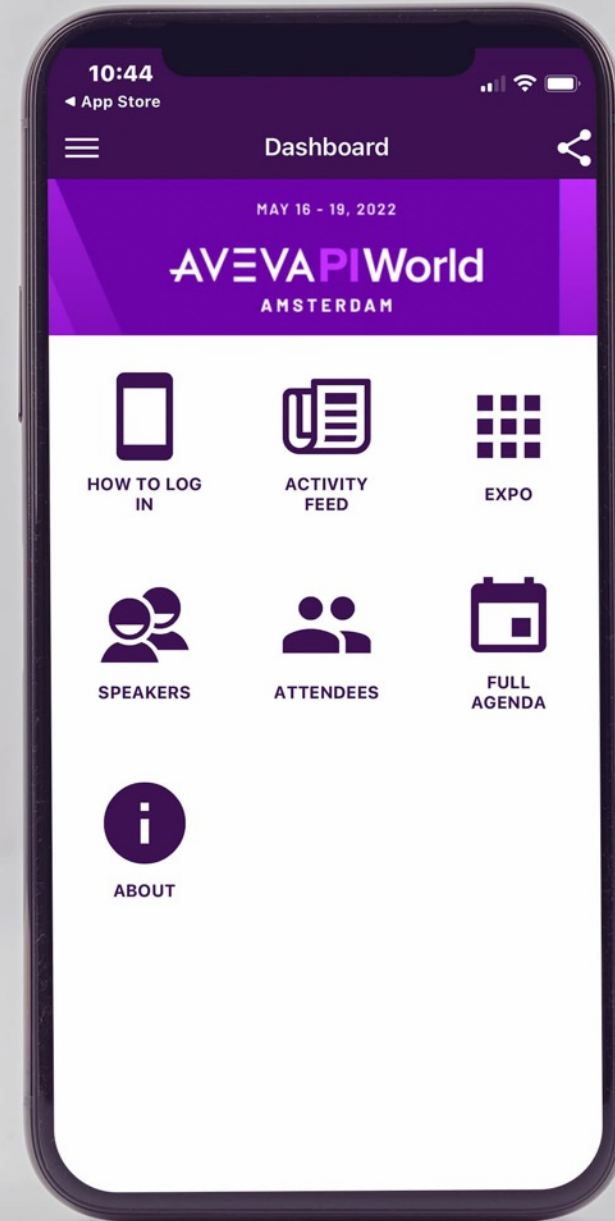 10:44
◀ App Store
Dashboard
MAY 16 - 19, 2022
AVEVA PI World
AMSTERDAM
HOW TO LOG
IN
ACTIVITY
FEED
EXPO
SPEAKERS
ATTENDEES
FULL
AGENDA
ABOUT